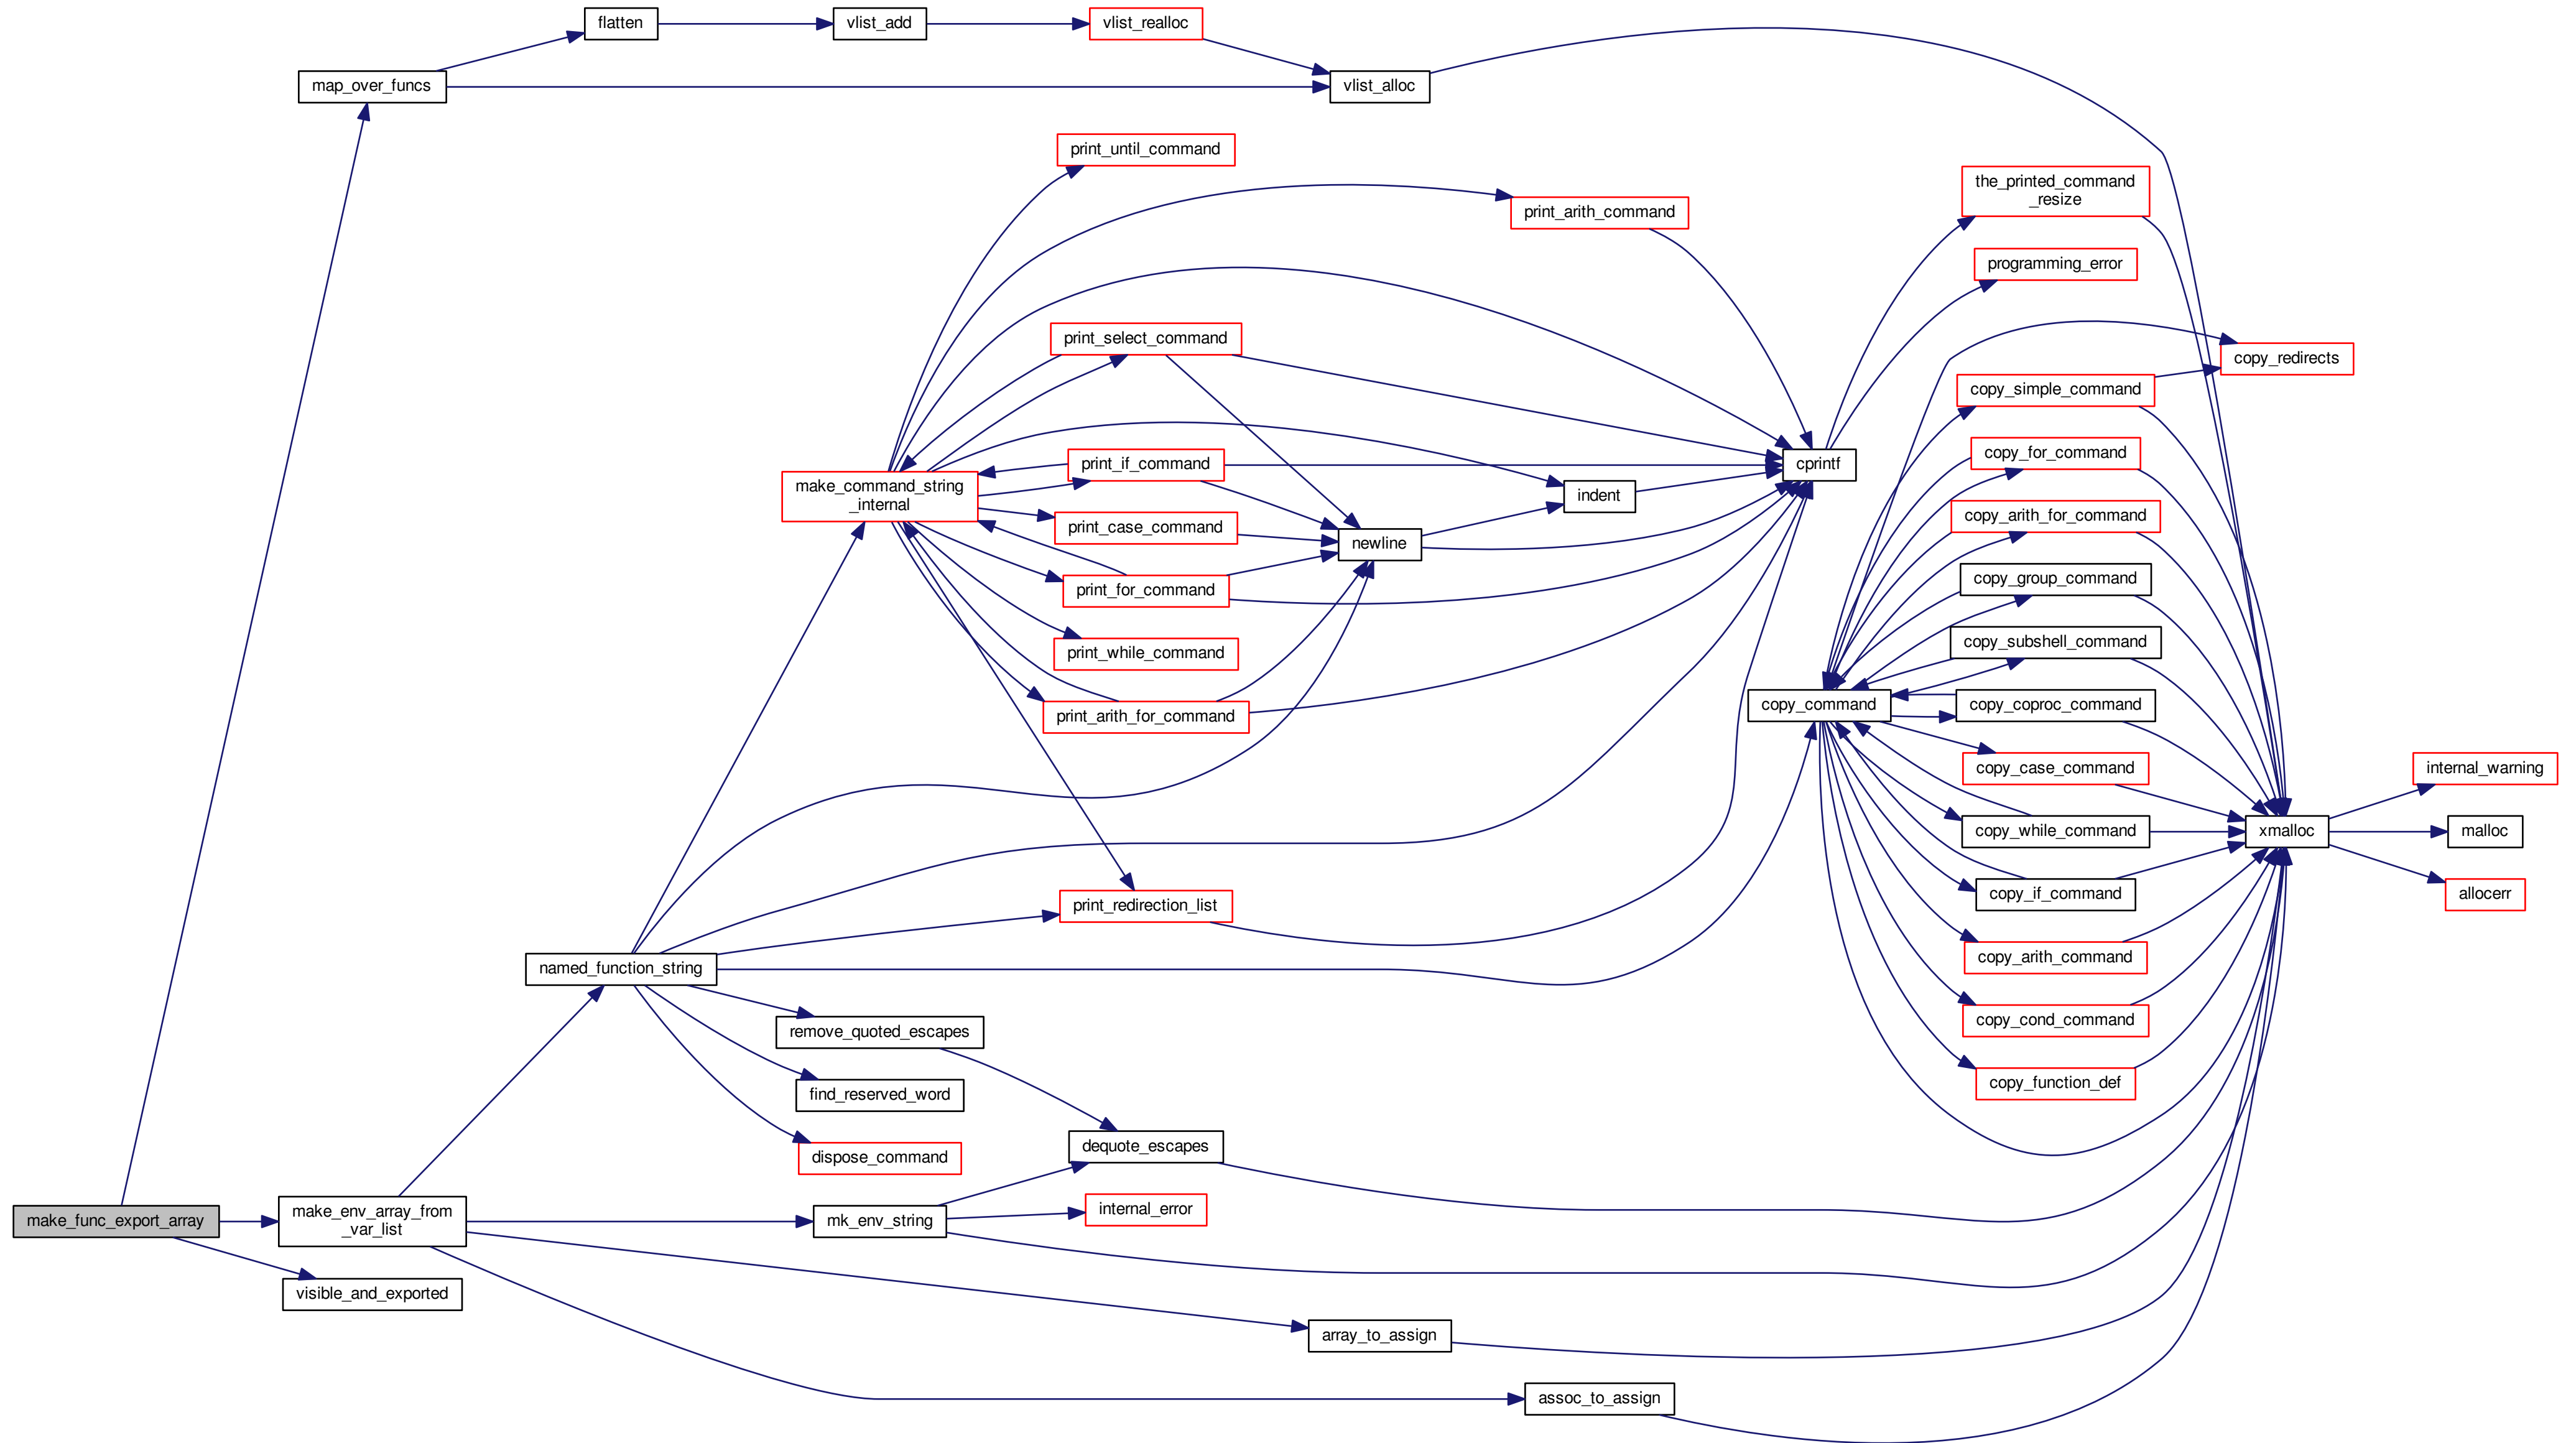 flatten
vlist_add
vlist_realloc
map_over_funcs
vlist_alloc
print_until_command
the_printed_command
_resize
print_arith_command
programming_error
print_select_command
copy_redirects
copy_simple_command
print_if_command
cprintf
copy_for_command
make_command_string
_internal
indent
print_case_command
copy_arith_for_command
newline
print_for_command
copy_group_command
print_while_command
copy_subshell_command
print_arith_for_command
copy_command
copy_coproc_command
copy_case_command
internal_warning
copy_while_command
xmalloc
malloc
print_redirection_list
copy_if_command
allocerr
named_function_string
copy_arith_command
remove_quoted_escapes
copy_cond_command
find_reserved_word
copy_function_def
dispose_command
dequote_escapes
make_func_export_array
make_env_array_from
_var_list
mk_env_string
internal_error
visible_and_exported
array_to_assign
assoc_to_assign